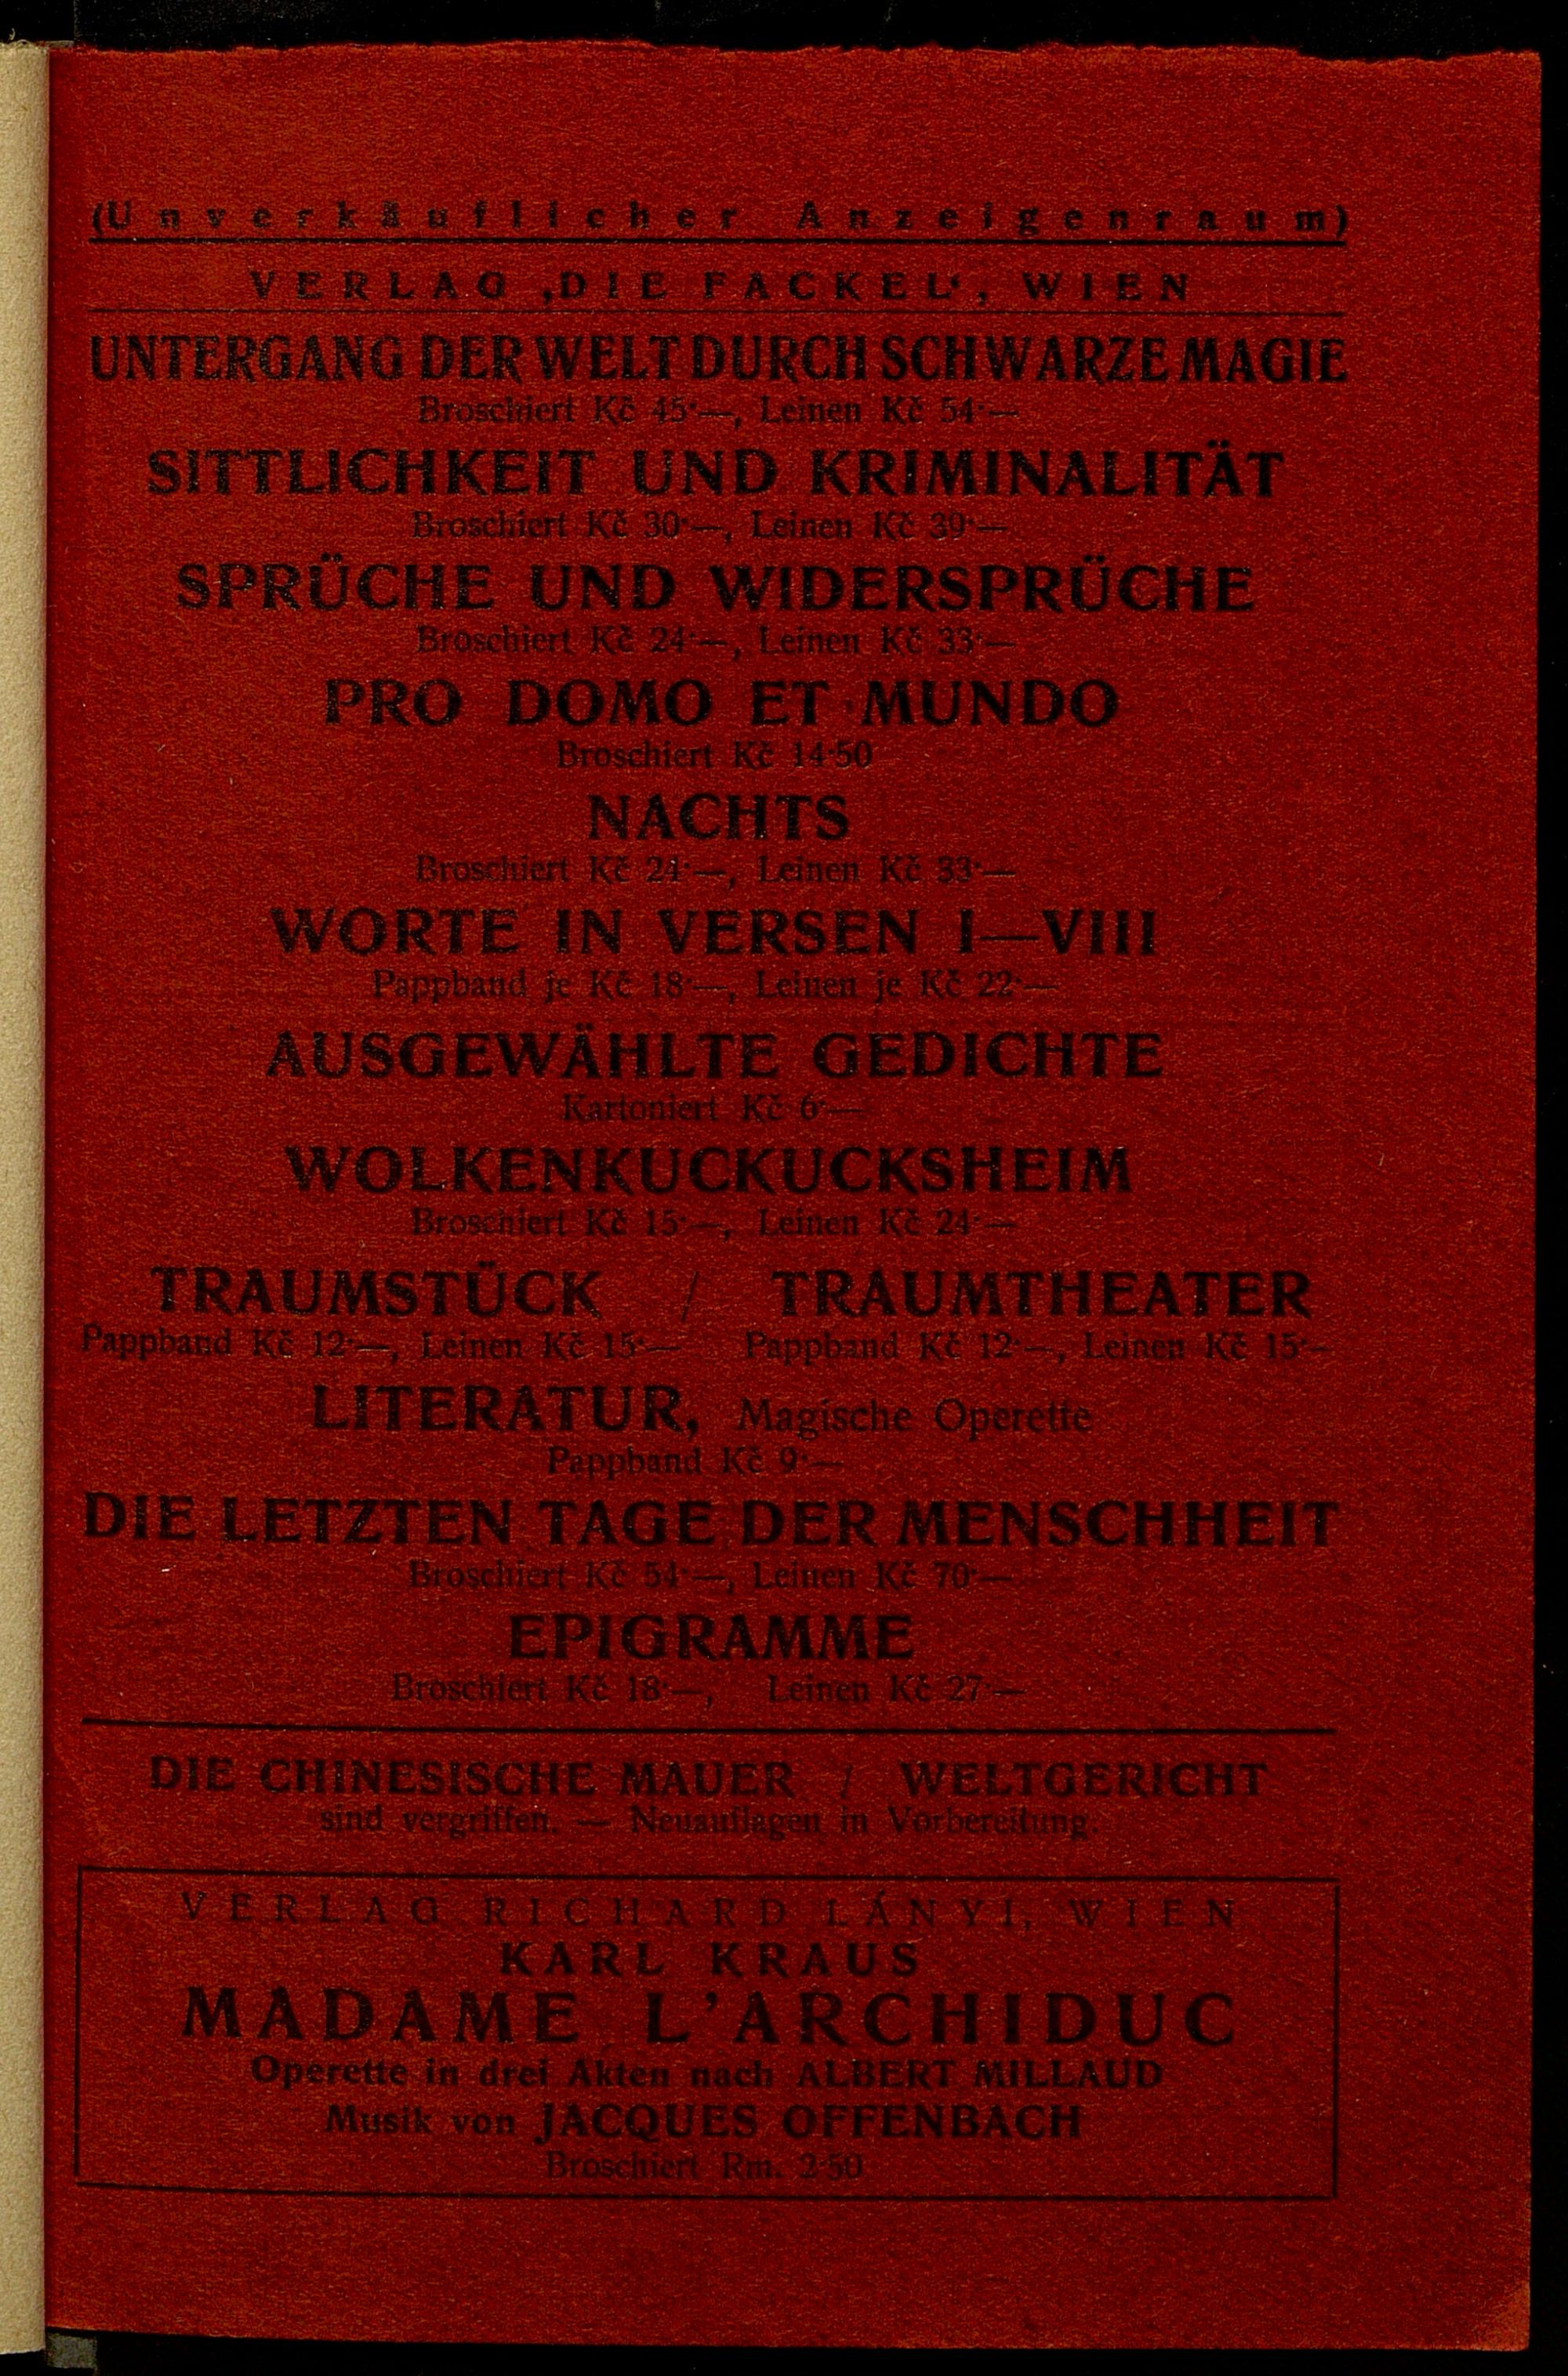 (Unverkäuflicher Anzeigenraum)
VERLAG ‚DIE FACKEL‘, WIEN
UNTERGANG DER WELT DURCH SCHWARZE MAGIE
Broschiert Kč 45·—, Leinen Kč 54·—
SITTLICHKEIT UND KRIMINALITÄT
Broschiert Kč 30·—, Leinen Kč 39·—
SPRÜCHE UND WIDERSPRÜCHE
Broschiert Kč 24·—, Leinen Kč 33·—
PRO DOMO ET MUNDO
Broschiert Kč 14·50
NACHTS
Broschiert Kč 24·—, Leinen Kč 33·—
WORTE IN VERSEN I—VIII
Pappband je Kč 18·—, Leinen je Kč 22·—
AUSGEWÄHLTE GEDICHTE
Kartoniert Kč 6·—
WOLKENKUCKUCKSHEIM
Broschiert Kč 15·—, Leinen Kč 24·—
TRAUMSTÜCK / TRAUMTHEATER
Pappband Kč 12·—, Leinen Kč 15·— Pappband Kč 12·—, Leinen Kč 15·–
LITERATUR, Magische Operette
Pappband Kč 9·—
DIE LETZTEN TAGE DER MENSCHHEIT
Broschiert Kč 54·—, Leinen Kč 70·—
EPIGRAMME
Broschiert Kč 18·—, Leinen Kč 27·—
DIE CHINESISCHE MAUER / WELTGERICHT
sind vergriffen. — Neuauflagen in Vorbereitung.
VERLAG RICHARD LÁNYI, WIEN
KARL KRAUS
MADAME L'ARCHIDUC
Operette in drei Akten nach ALBERT MILLAUD
Musik von JACQUES OFFENBACH
Broschiert Rm. 2·50